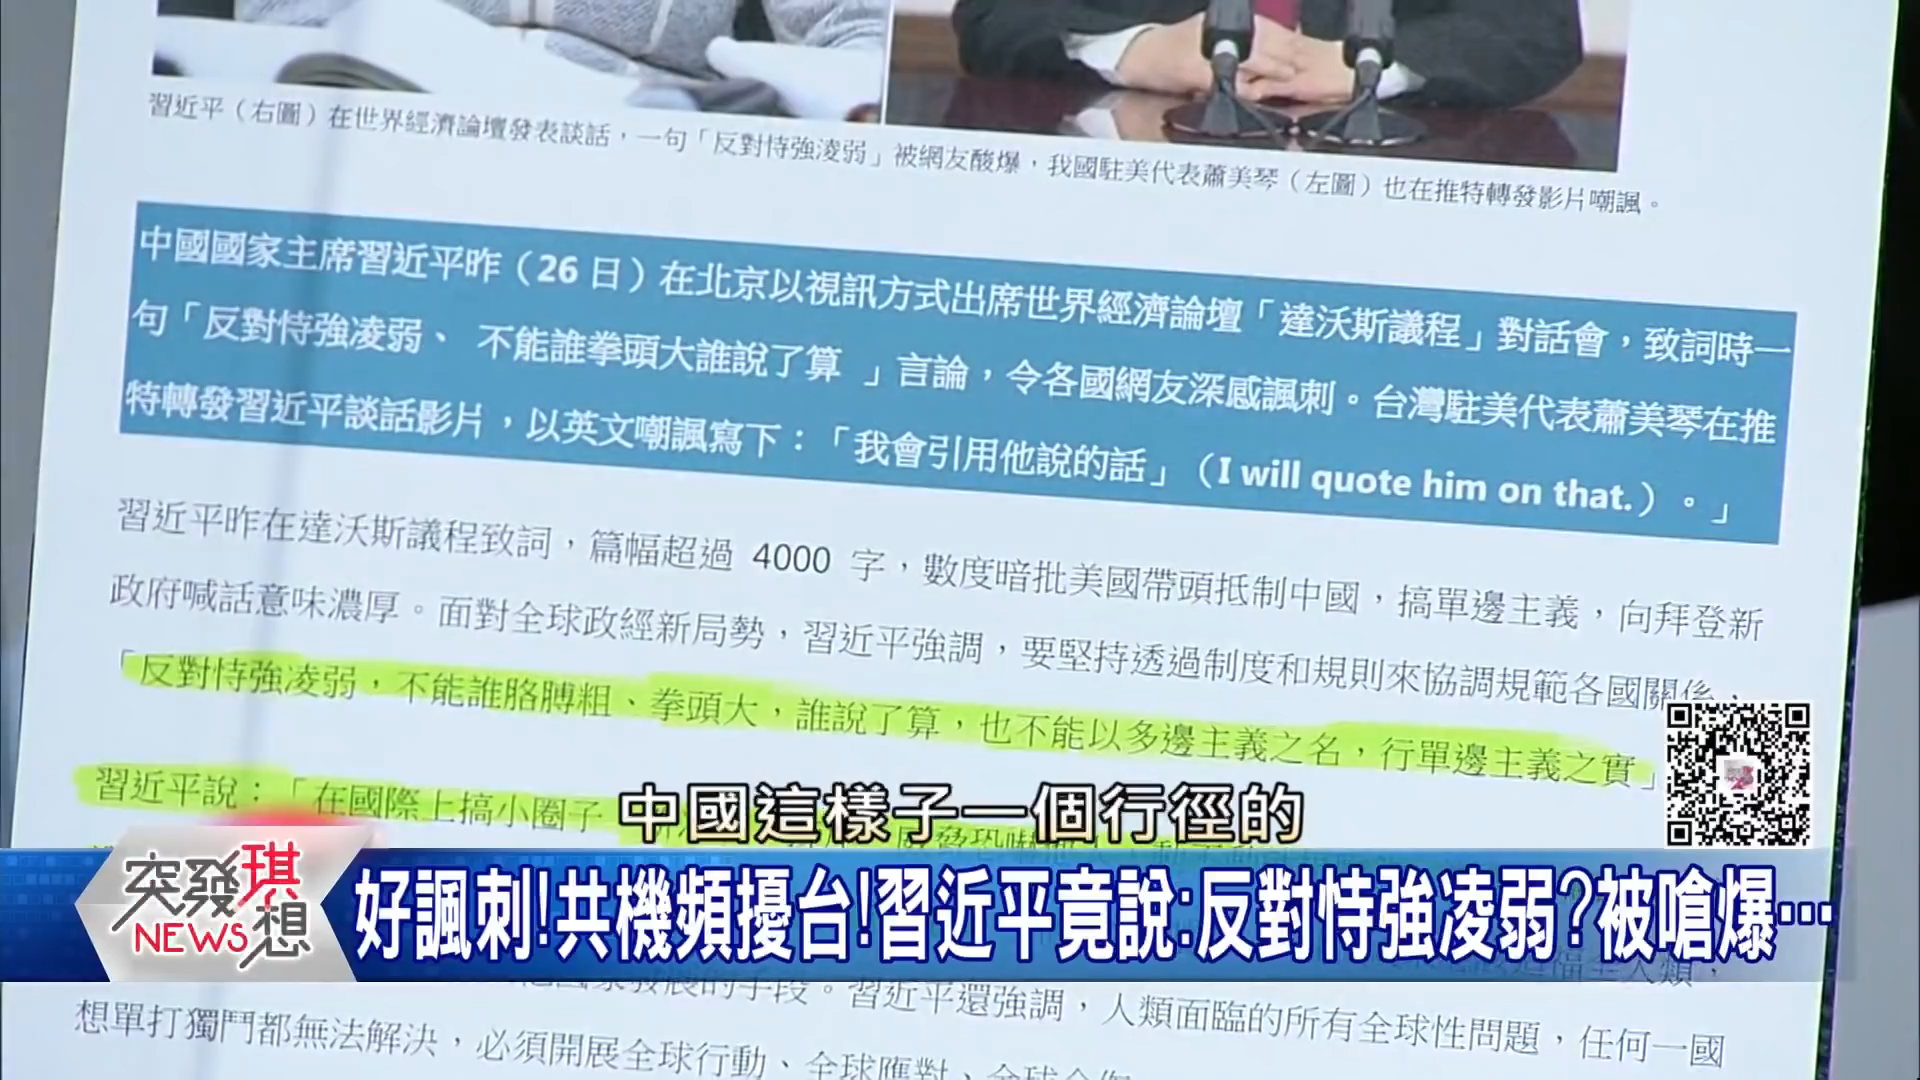 習近平（右圖）在世界經濟論壇發表談話，一句「反對恃強淩弱」被網友酸爆，我國駐美代表蕭美琴（左圖）也在推特轉發影片嘲諷。
中國國家主席習近平昨（26 日）在北京以視訊方式出席世界經濟論壇「達沃斯議程」對話會，致詞時一
句「反對恃強凌弱、 不能誰拳頭大誰說了算 」言論，令各國網友深感諷刺。台灣駐美代表蕭美琴在推
特轉發習近平談話影片，以英文嘲諷寫下：「我會引用他說的話」（I will quote him on that.）。」
習近平昨在達沃斯議程致詞，篇幅超過 4000 字，數度暗批美國帶頭抵制中國，搞單邊主義，向拜登新
政府喊話意味濃厚。面對全球政經新局勢，習近平強調，要堅持透過制度和規則來協調規範各國關係，
「反對恃強凌弱，不能誰胳膊粗、拳頭大，誰說了算，也不能以多邊主義之名，行單邊主義之實」
習近平說：「在國際上搞小圈子
中國這樣子一個行徑的
突發琪想
NEWS
好諷刺!共機頻擾台!習近平竟說:反對恃強凌弱?被嗆爆…
國家發展的手段。習近平還強調，人類面臨的所有全球性問題，任何一國
想單打獨鬥都無法解決，必須開展全球行動、全球應對、全球合作